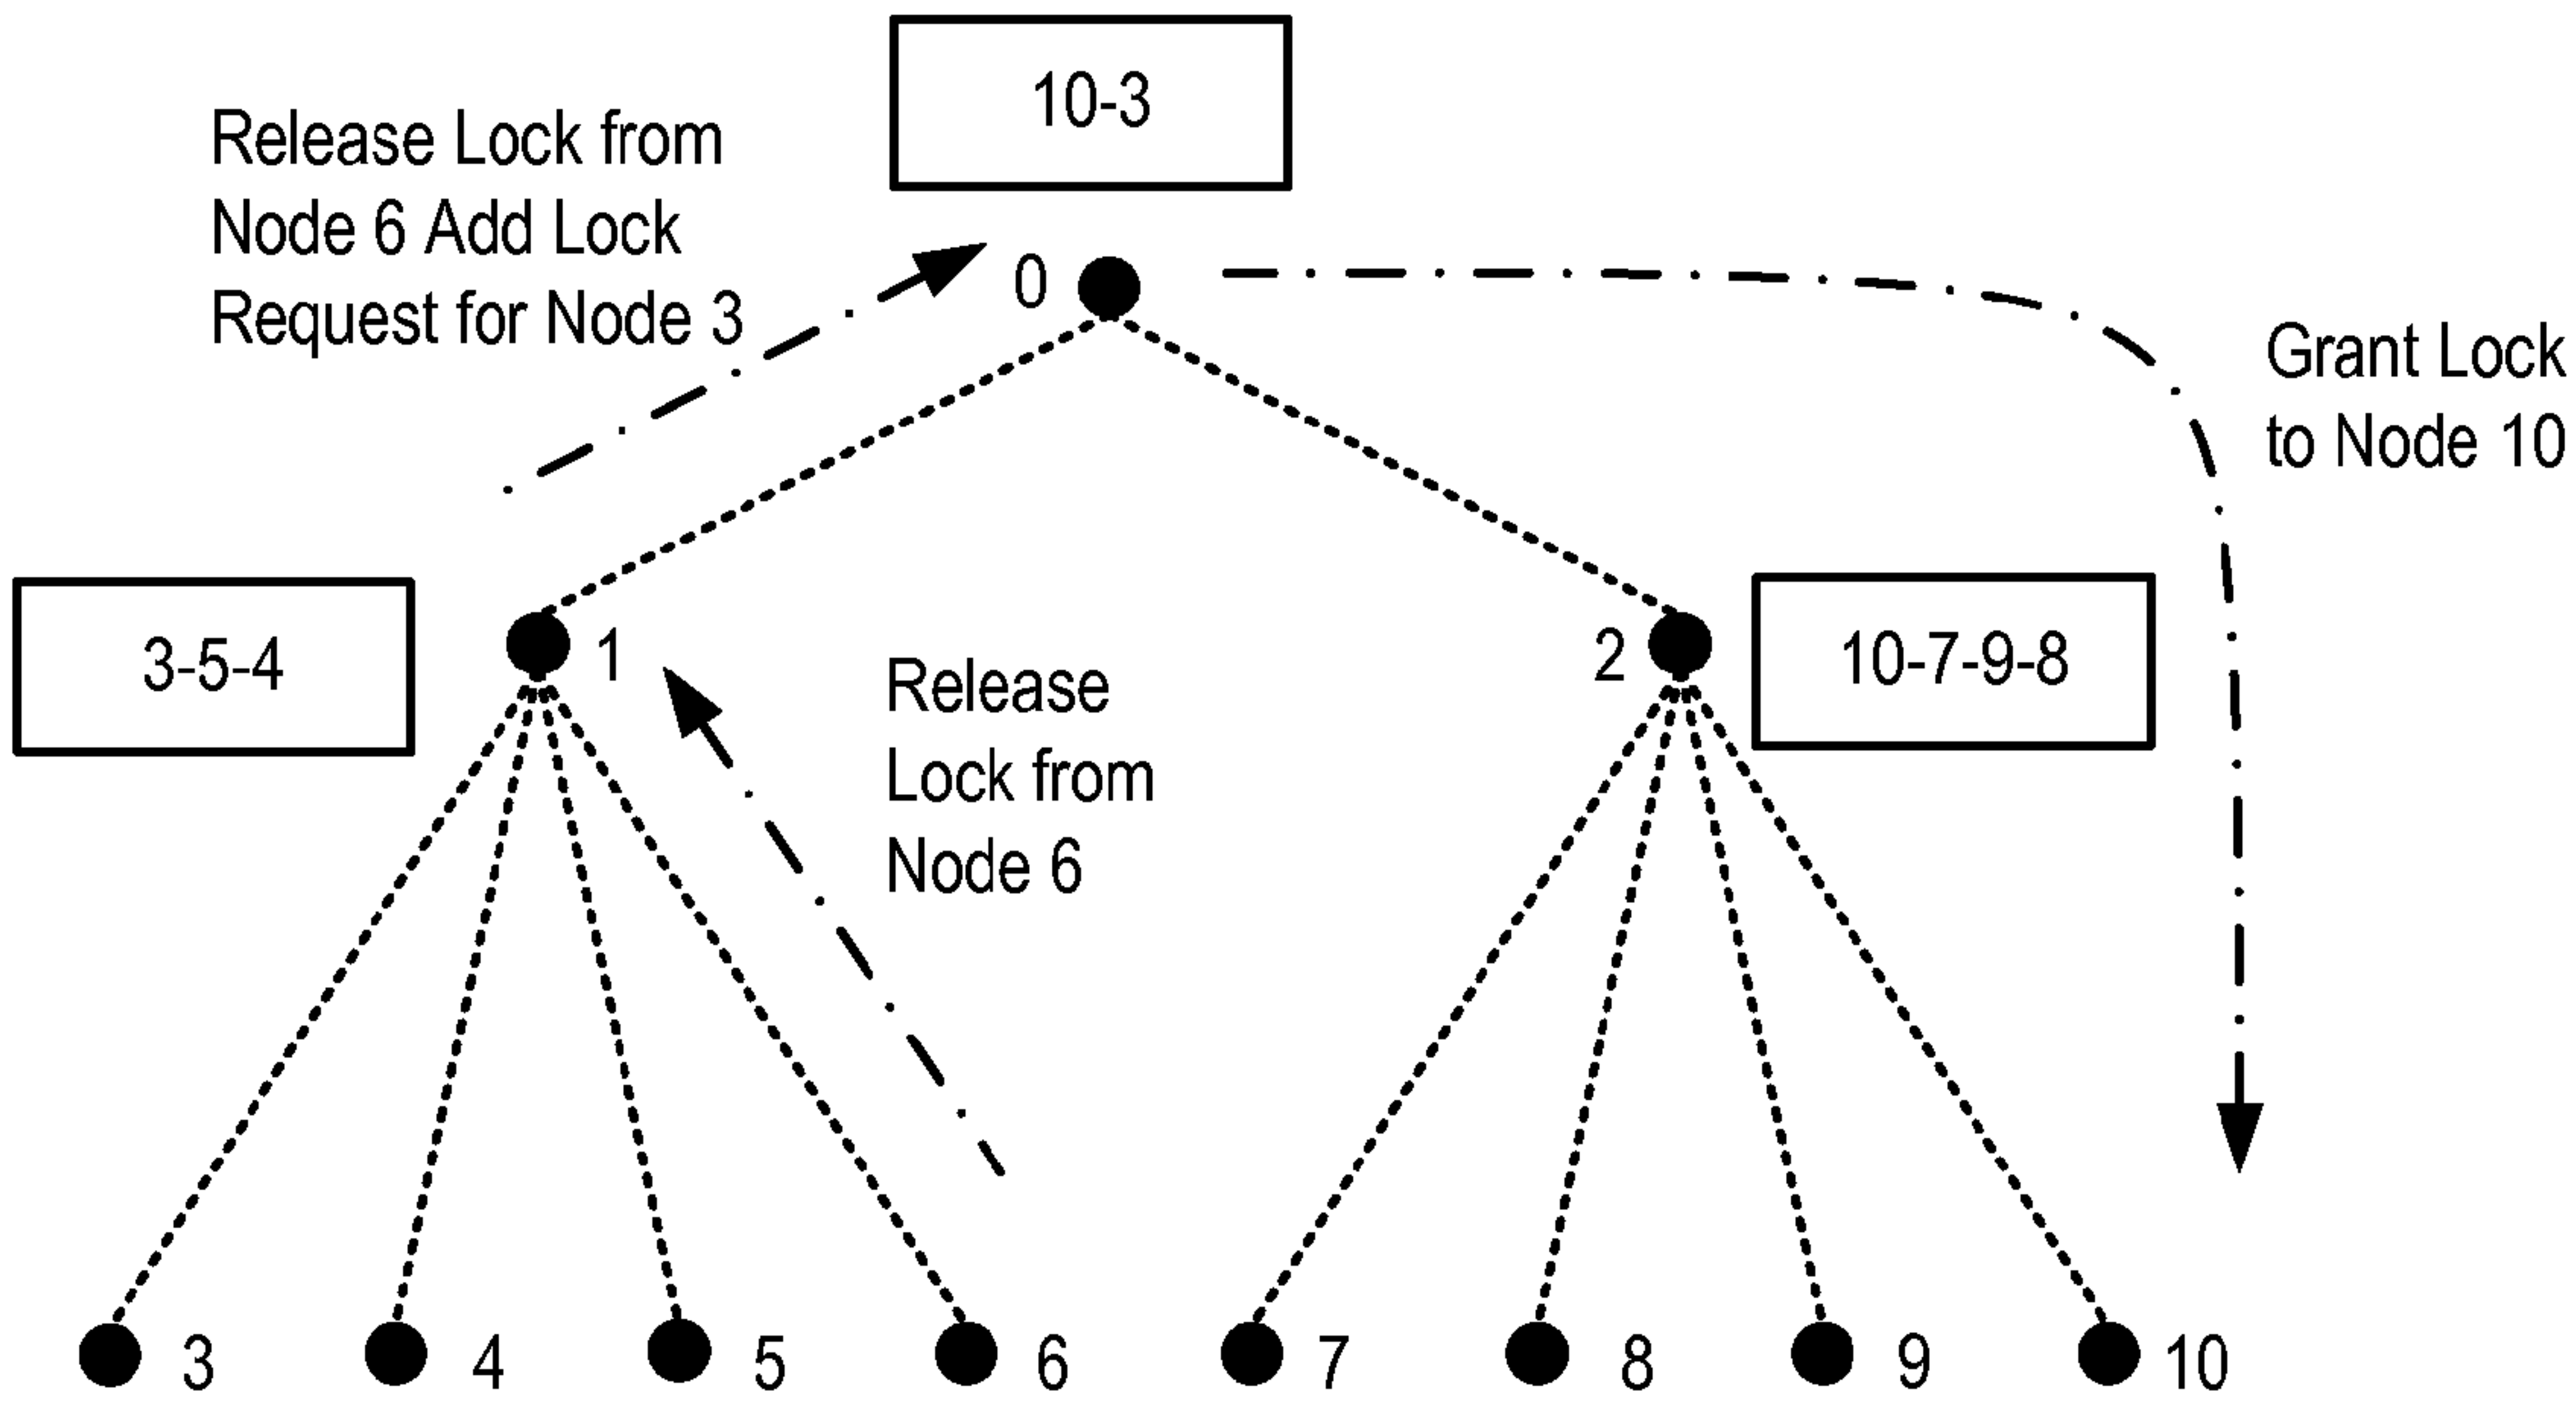 10-3
Release Lock from
Node 6 Add Lock
Request for Node 3
0
Grant Lock
to Node 10
3-5-4
1
Release
Lock from
Node 6
2
10-7-9-8
3
4
5
6
7
8
9
10